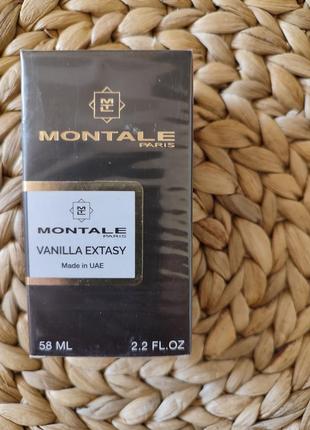 MONTALE
PARIS
MONTALE
PARIS
VANILLA EXTASY
Made in UAE
58 ML 2.2 FL.OZ